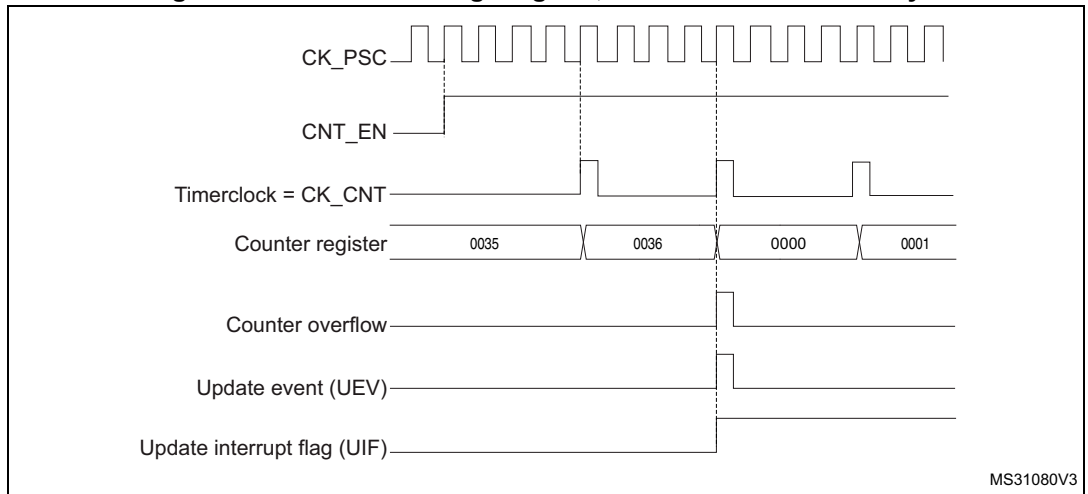 CK_PSC
CNT_EN
Timerclock = CK_CNT
Counter register 0035 0036 0000 0001
Counter overflow
Update event (UEV)
Update interrupt flag (UIF)
MS31080V3